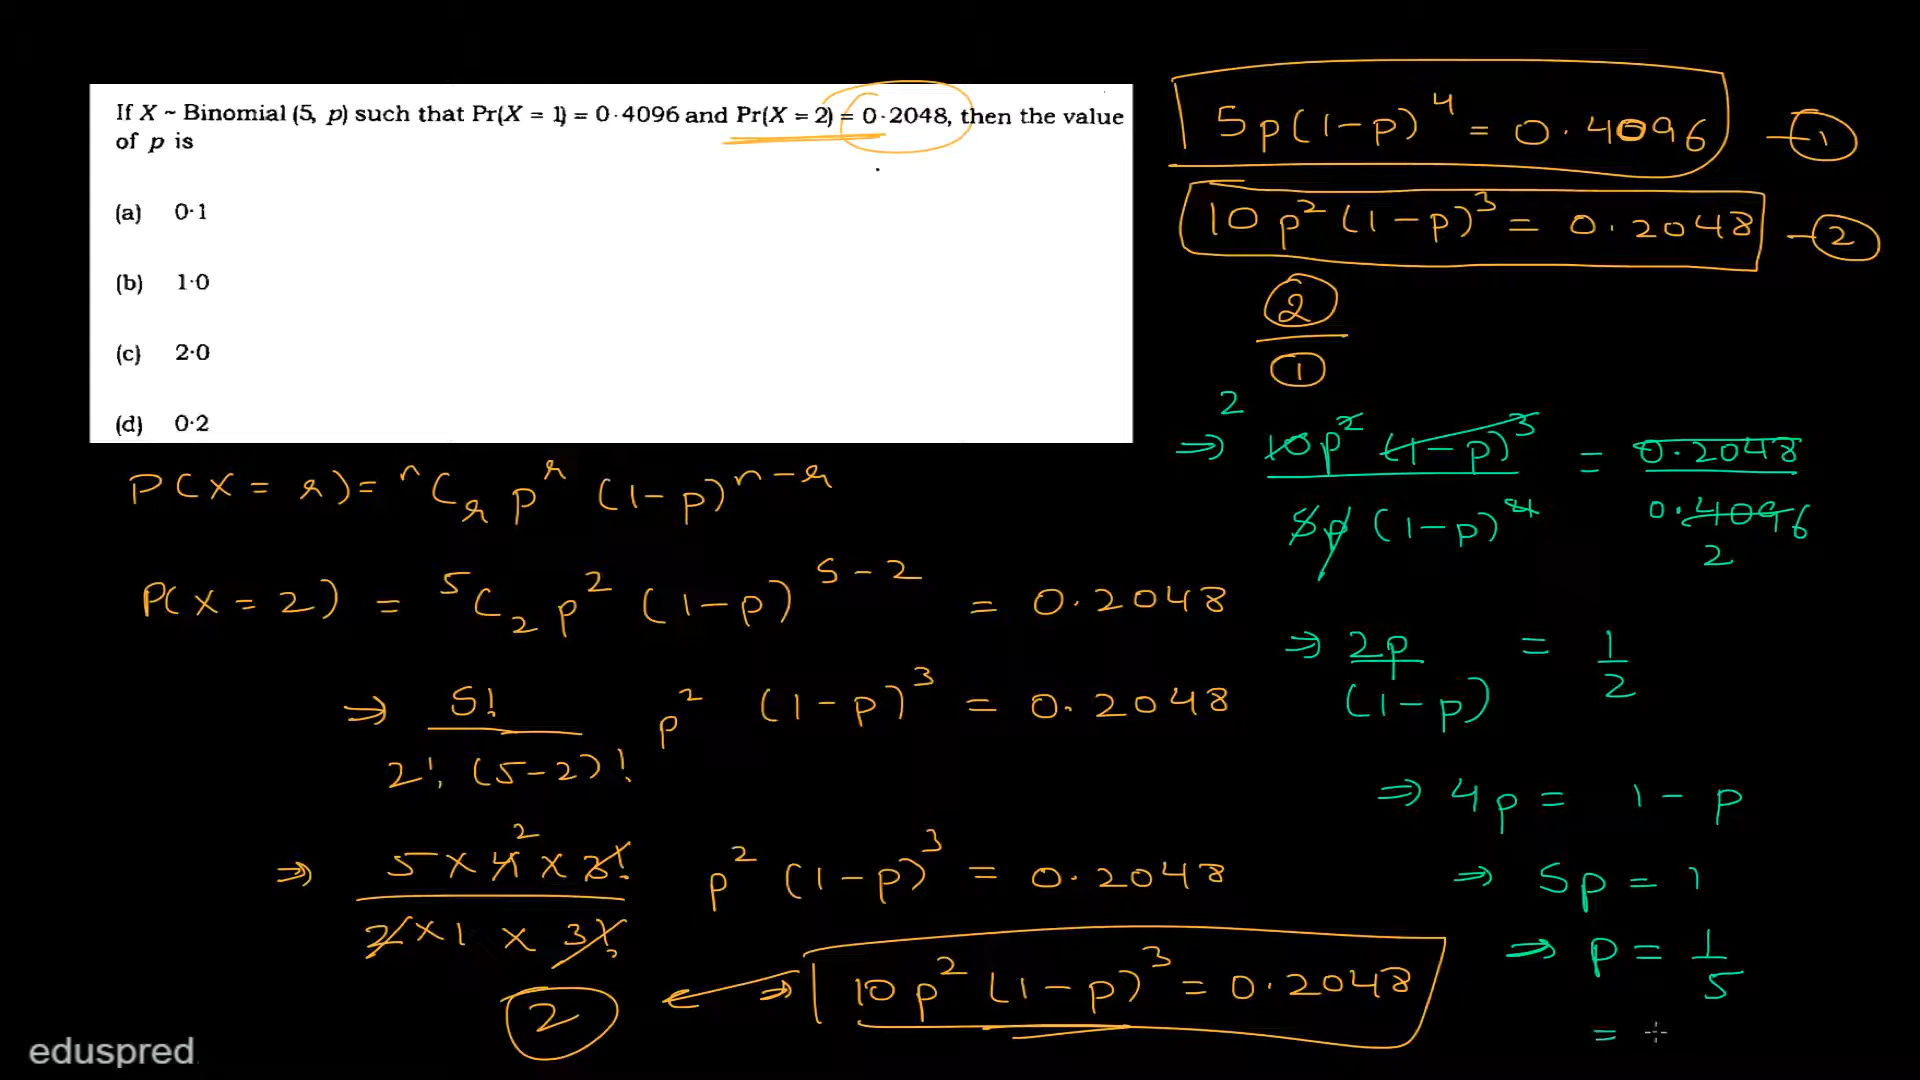 If X ~ Binomial (5, p) such that Pr(X = 1) = 0·4096 and Pr(X = 2) = 0·2048, then the value
of p is
(a) 0·1
(b) 1·0
(c) 2·0
(d) 0·2
P(X = r) = ⁿCᵣ pʳ (1-p)ⁿ⁻ʳ
P(X = 2) = ⁵C₂ p² (1-p)⁵⁻² = 0.2048
⇒ 5! / 2! (5-2)! p² (1-p)³ = 0.2048
⇒ 5 x 4² x 3! / 2 x 1 x 3! p² (1-p)³ = 0.2048
2 ⇒ 10p² (1-p)³ = 0.2048
5p(1-p)⁴ = 0.4096 - 1
10p² (1-p)³ = 0.2048 - 2
2 / 1
2
⇒ 10p² (1-p)³ / 5p (1-p)⁴ = 0.2048 / 0.4096
2
⇒ 2p / (1-p) = 1 / 2
⇒ 4p = 1 - p
⇒ 5p = 1
⇒ p = 1 / 5
=
eduspred